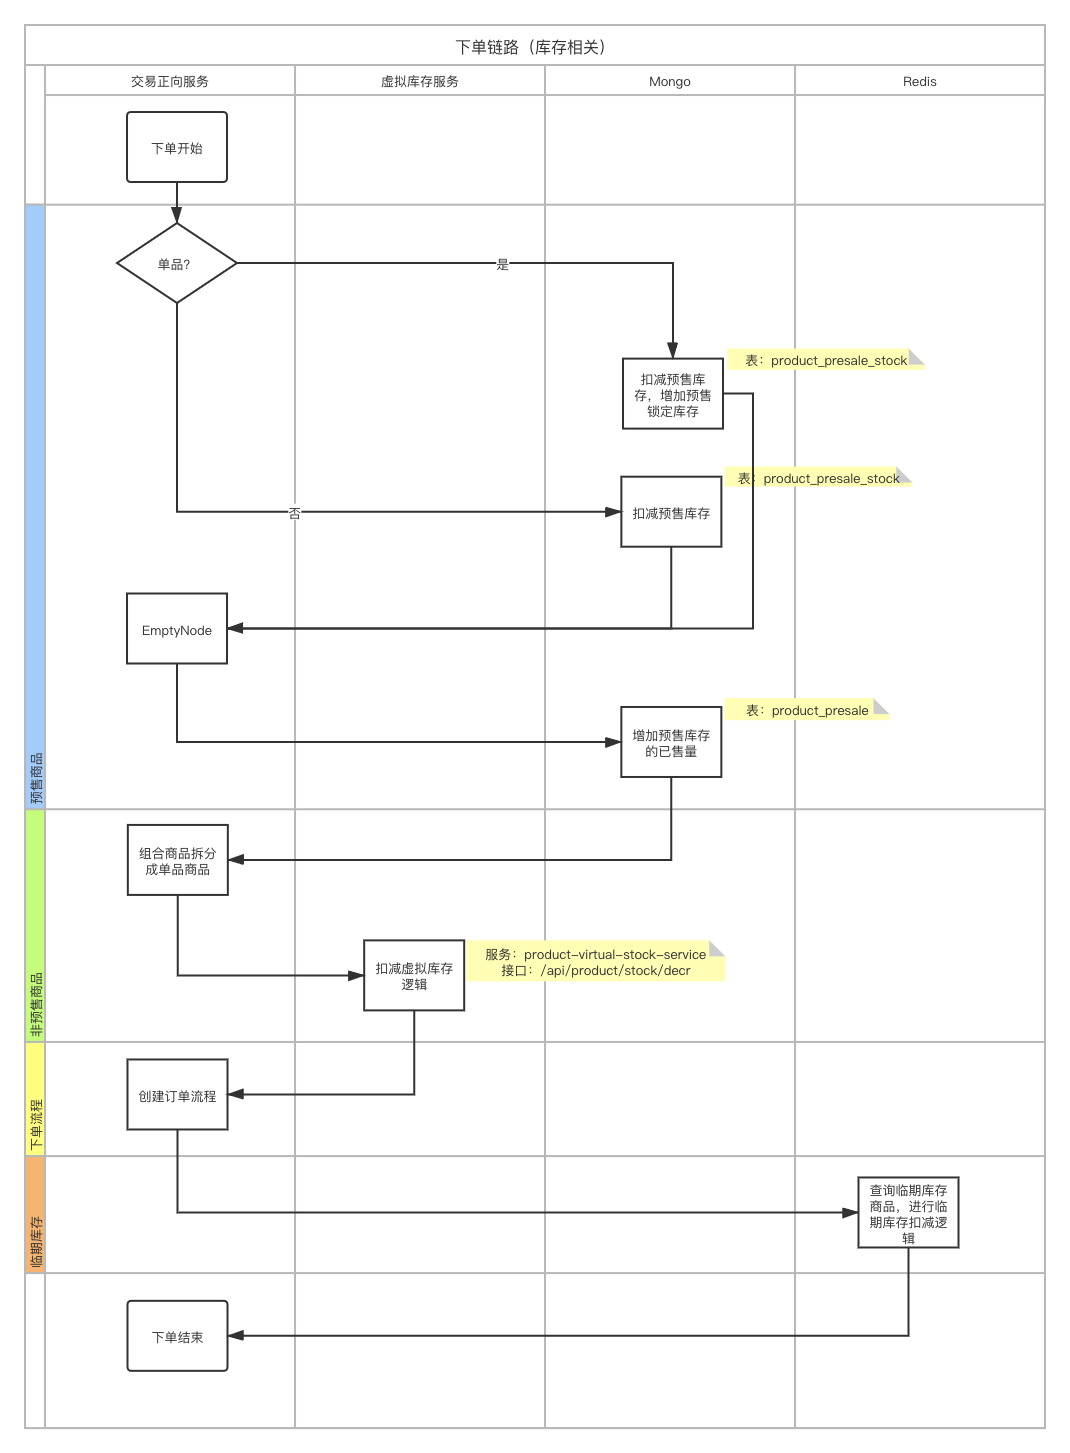 下单链路（库存相关）
交易正向服务
虚拟库存服务
Mongo
Redis
下单开始
单品?
是
表：product_presale_stock
扣减预售库
存，增加预售
锁定库存
表：product_presale_stock
扣减预售库存
否
EmptyNode
表：product_presale
增加预售库存
的已售量
预售商品
组合商品拆分
成单品商品
扣减虚拟库存
逻辑
服务：product-virtual-stock-service
接口：/api/product/stock/decr
非预售商品
创建订单流程
下单流程
查询临期库存
商品，进行临
期库存扣减逻
辑
临期库存
下单结束